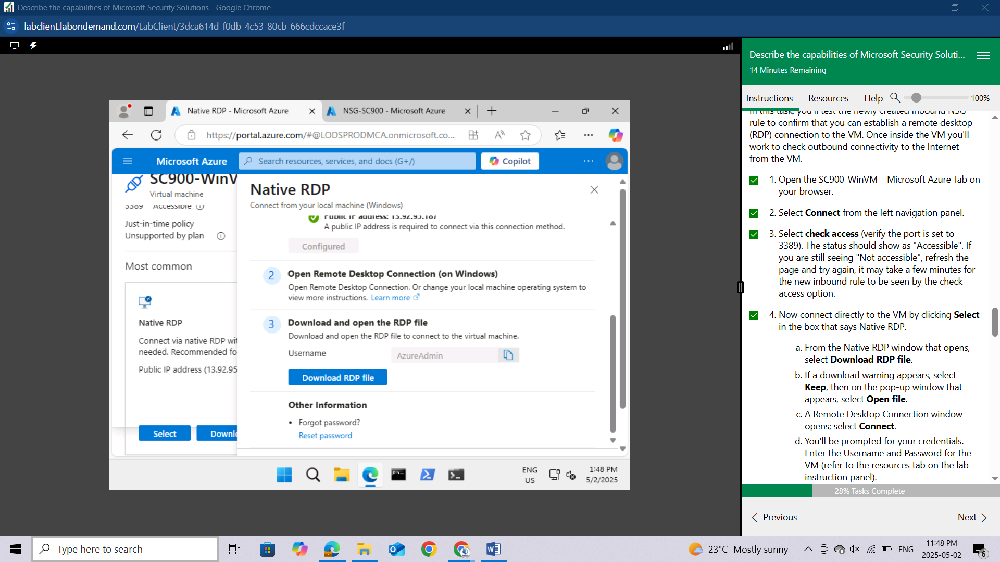 Describe the capabilities of Microsoft Security Solutions - Google Chrome
labclient.labondemand.com/LabClient/3dca614d-f0db-4c53-80cb-666cdccace3f
Native RDP - Microsoft Azure
NSG-SC900 - Microsoft Azure
https://portal.azure.com/#@LODSPRODMCA.onmicrosoft.co...
Microsoft Azure
Search resources, services, and docs (G+/)
Copilot
SC900-WinV
Virtual machine
3389 Accessible
Just-in-time policy
Unsupported by plan
Most common
Native RDP
Connect via native RDP wit
needed. Recommended fo
Public IP address (13.92.95
Select
Downl
Native RDP
Connect from your local machine (Windows)
Public IP address: 13.92.95.187
A public IP address is required to connect via this connection method.
Configured
2
Open Remote Desktop Connection (on Windows)
Open Remote Desktop Connection. Or change your local machine operating system to
view more instructions. Learn more
3
Download and open the RDP file
Download and open the RDP file to connect to the virtual machine.
Username
AzureAdmin
Download RDP file
Other Information
• Forgot password?
Reset password
ENG
US
1:48 PM
5/2/2025
Describe the capabilities of Microsoft Security Soluti...
14 Minutes Remaining
Instructions
Resources
Help
100%
In this task, you'll test the newly created inbound NSG
rule to confirm that you can establish a remote desktop
(RDP) connection to the VM. Once inside the VM you'll
work to check outbound connectivity to the Internet
from the VM.
1. Open the SC900-WinVM – Microsoft Azure Tab on
your browser.
2. Select Connect from the left navigation panel.
3. Select check access (verify the port is set to
3389). The status should show as "Accessible". If
you are still seeing "Not accessible", refresh the
page and try again, it may take a few minutes for
the new inbound rule to be seen by the check
access option.
4. Now connect directly to the VM by clicking Select
in the box that says Native RDP.
a. From the Native RDP window that opens,
select Download RDP file.
b. If a download warning appears, select
Keep, then on the pop-up window that
appears, select Open file.
c. A Remote Desktop Connection window
opens; select Connect.
d. You'll be prompted for your credentials.
Enter the Username and Password for the
VM (refer to the resources tab on the lab
instruction panel).
28% Tasks Complete
Previous
Next
Type here to search
23°C Mostly sunny
ENG
11:48 PM
2025-05-02
6